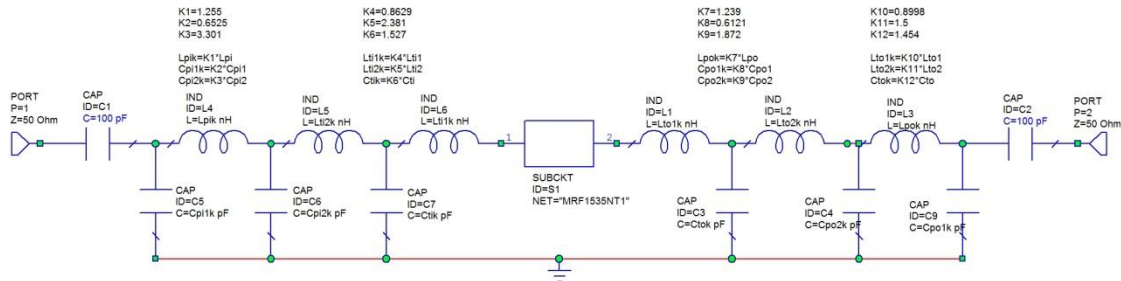 K1=1.255
K2=0.6525
K3=3.301
Lpik=K1*Lpi
Cpi1k=K2*Cpi1
Cpi2k=K3*Cpi2
K4=0.8629
K5=2.381
K6=1.527
Lti1k=K4*Lti1
Lti2k=K5*Lti2
Ctik=K6*Cti
K7=1.239
K8=0.6121
K9=1.872
Lpok=K7*Lpo
Cpo1k=K8*Cpo1
Cpo2k=K9*Cpo2
K10=0.8998
K11=1.5
K12=1.454
Lto1k=K10*Lto1
Lto2k=K11*Lto2
Ctok=K12*Cto
PORT
P=1
Z=50 Ohm
CAP
ID=C1
C=100 pF
IND
ID=L4
L=Lpik nH
IND
ID=L5
L=Lti2k nH
IND
ID=L6
L=Lti1k nH
1
2
SUBCKT
ID=S1
NET="MRF1535NT1"
IND
ID=L1
L=Lto1k nH
IND
ID=L2
L=Lto2k nH
IND
ID=L3
L=Lpok nH
CAP
ID=C2
C=100 pF
PORT
P=2
Z=50 Ohm
CAP
ID=C5
C=Cpi1k pF
CAP
ID=C6
C=Cpi2k pF
CAP
ID=C7
C=Ctik pF
CAP
ID=C3
C=Ctok pF
CAP
ID=C4
C=Cpo2k pF
CAP
ID=C9
C=Cpo1k pF